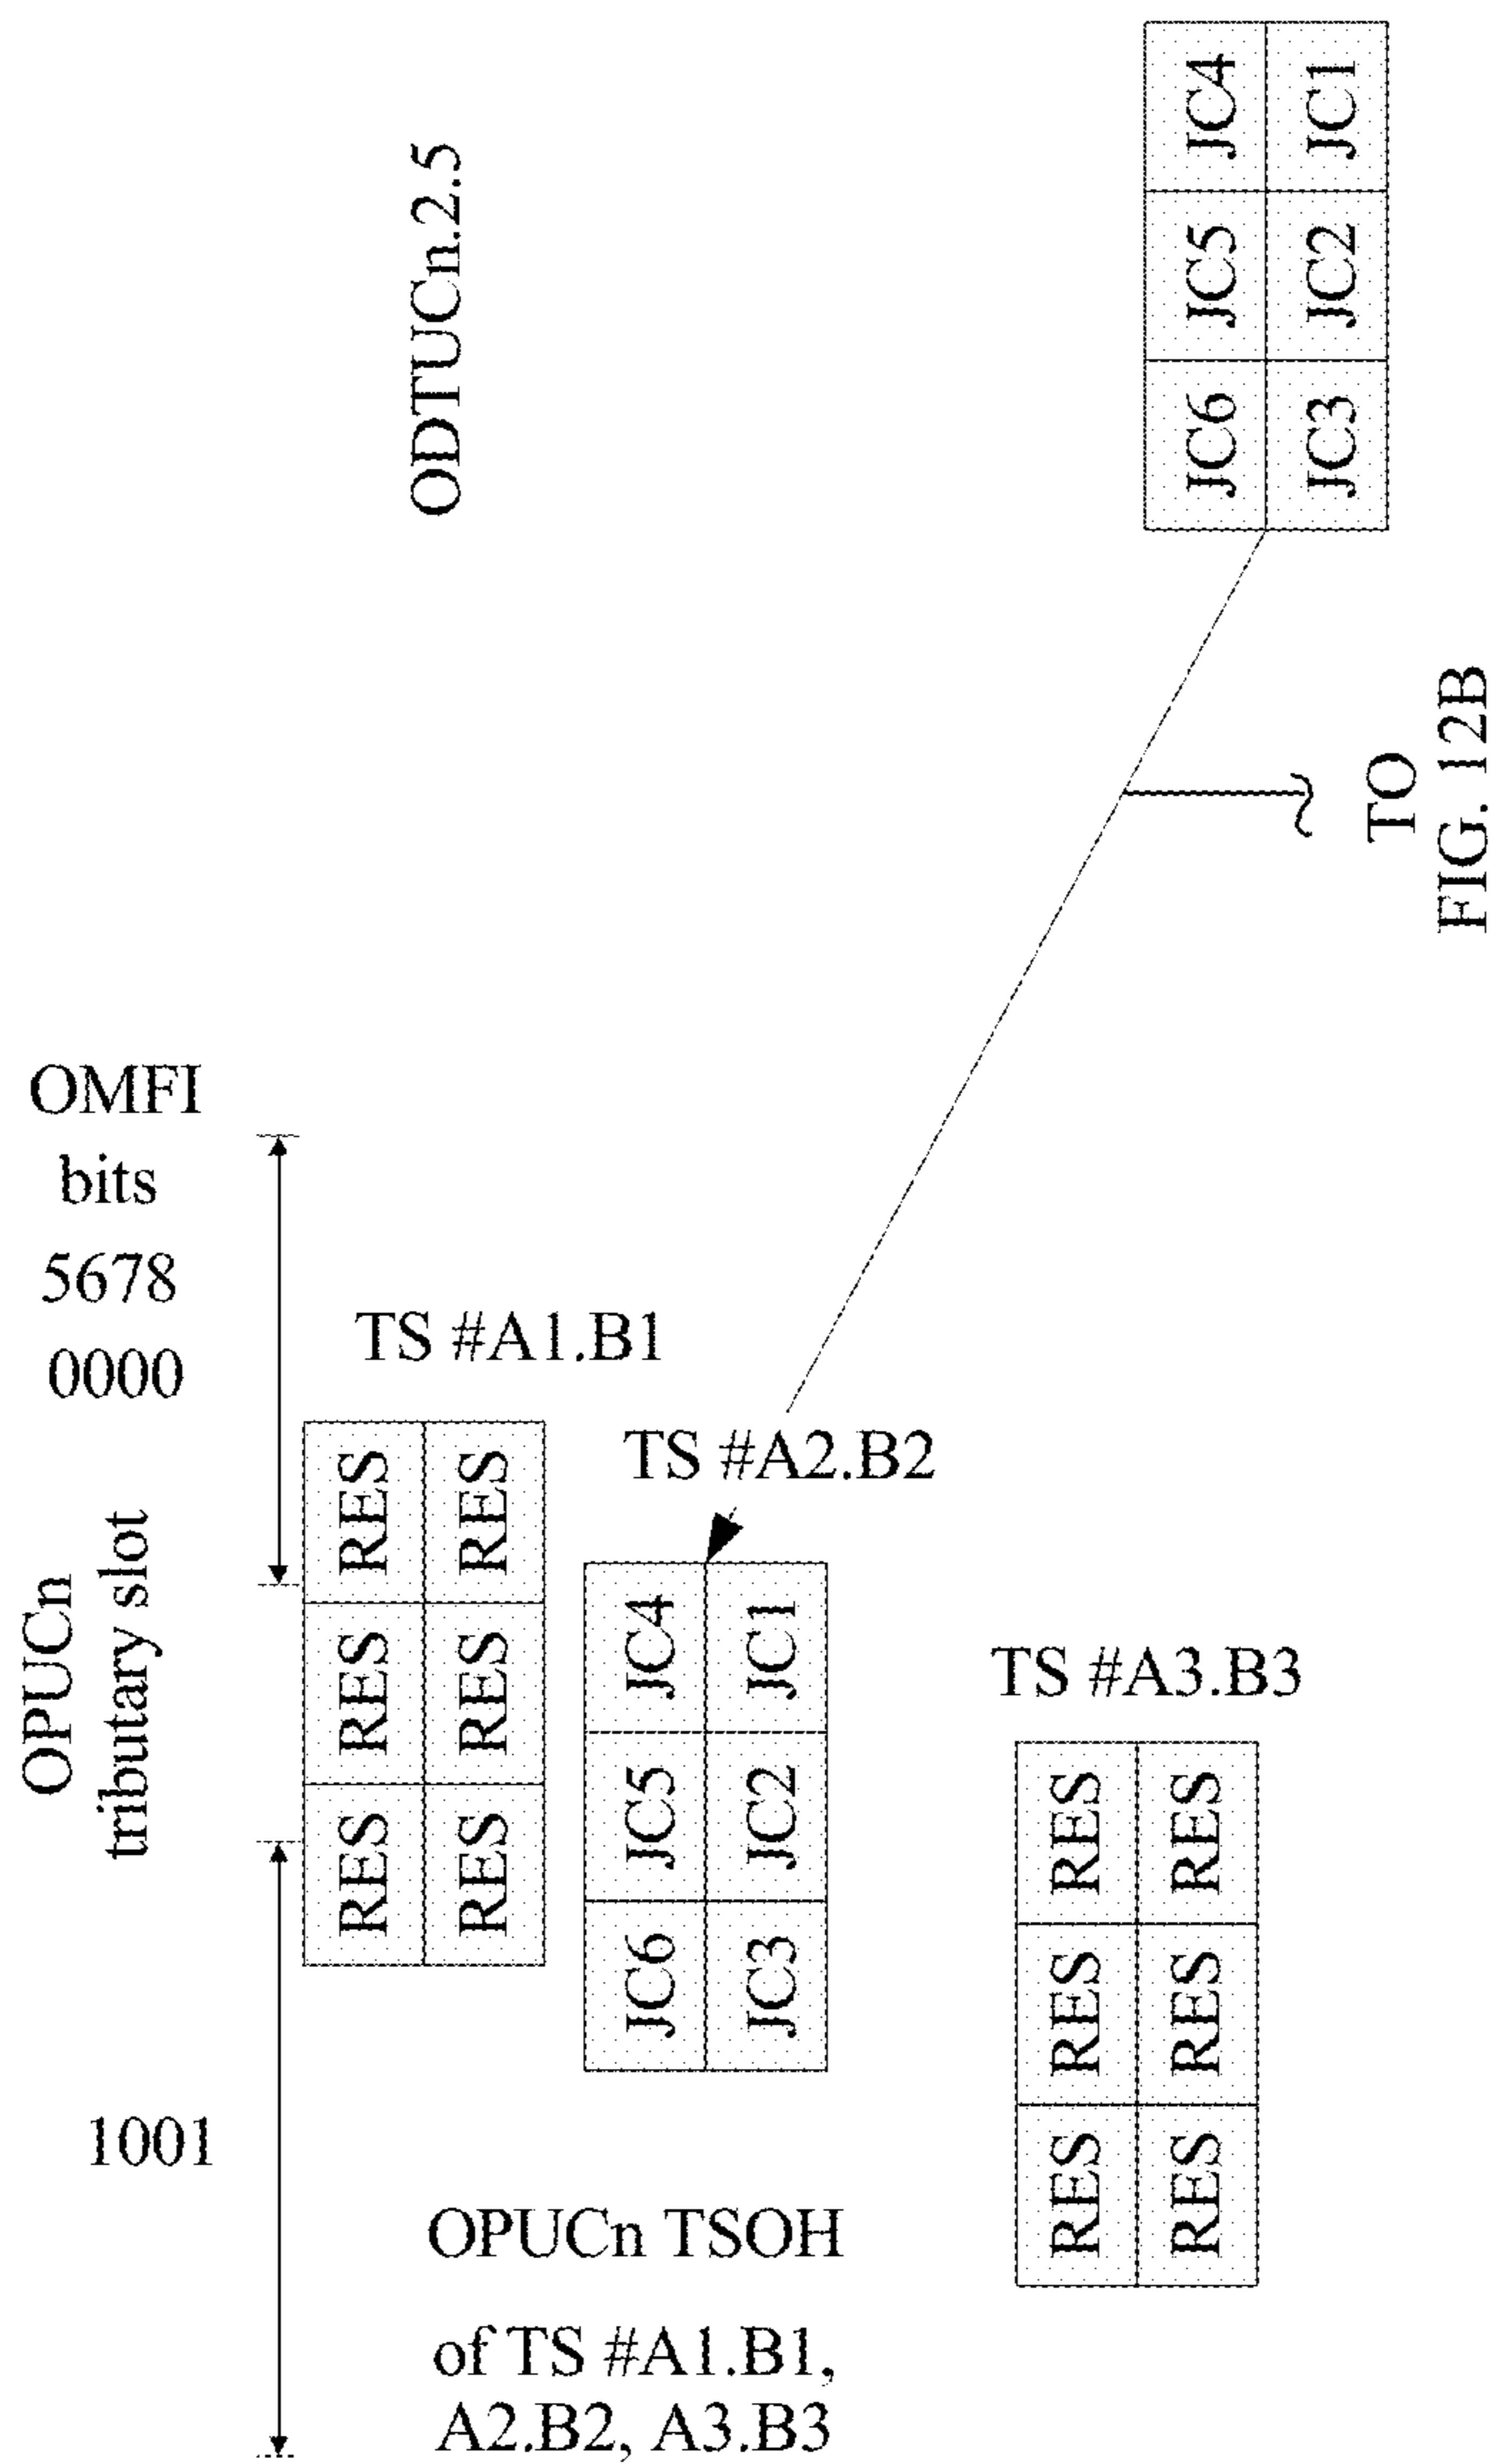 OMFI
bits
5678
0000
OPUCn
tributary slot
1001
ODTUCn.2.5
TS #A1.B1
RES RES RES
RES RES RES
TS #A2.B2
JC6 JC5 JC4
JC3 JC2 JC1
TS #A3.B3
RES RES RES
RES RES RES
OPUCn TSOH
of TS #A1.B1,
A2.B2, A3.B3
JC6 JC5 JC4
JC3 JC2 JC1
TO
FIG. 12B